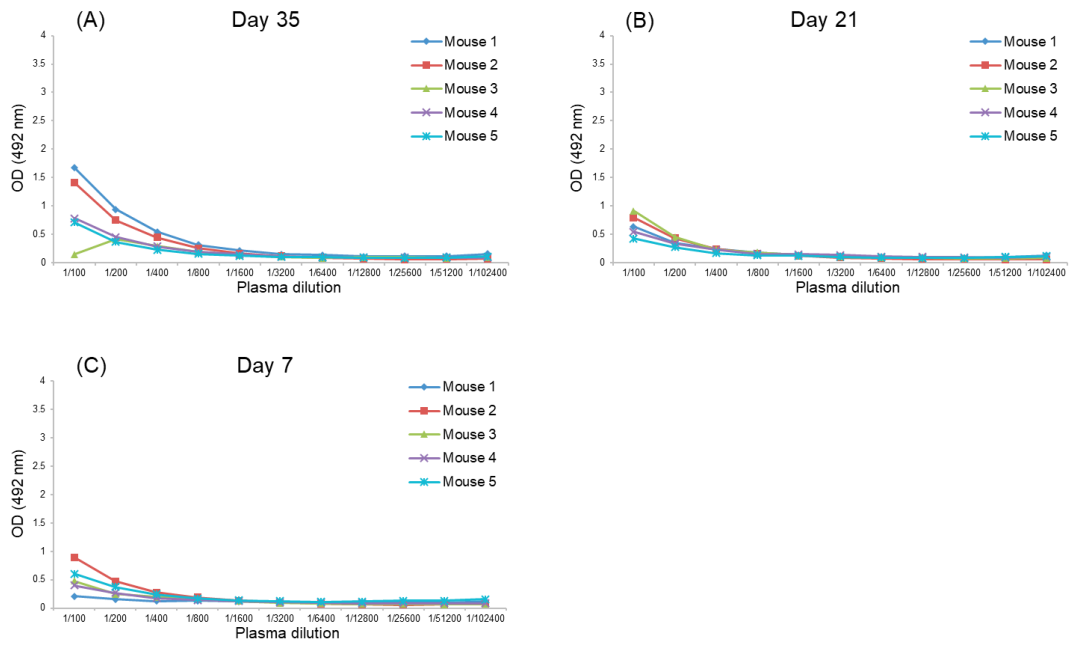 (A) Day 35
4
3.5
3
2.5
2
1.5
1
0.5
0
OD (492 nm)
Mouse 1
Mouse 2
Mouse 3
Mouse 4
Mouse 5
1/100 1/200 1/400 1/800 1/1600 1/3200 1/6400 1/12800 1/25600 1/51200 1/102400
Plasma dilution
(B) Day 21
4
3.5
3
2.5
2
1.5
1
0.5
0
OD (492 nm)
Mouse 1
Mouse 2
Mouse 3
Mouse 4
Mouse 5
1/100 1/200 1/400 1/800 1/1600 1/3200 1/6400 1/12800 1/25600 1/51200 1/102400
Plasma dilution
(C) Day 7
4
3.5
3
2.5
2
1.5
1
0.5
0
OD (492 nm)
Mouse 1
Mouse 2
Mouse 3
Mouse 4
Mouse 5
1/100 1/200 1/400 1/800 1/1600 1/3200 1/6400 1/12800 1/25600 1/51200 1/102400
Plasma dilution